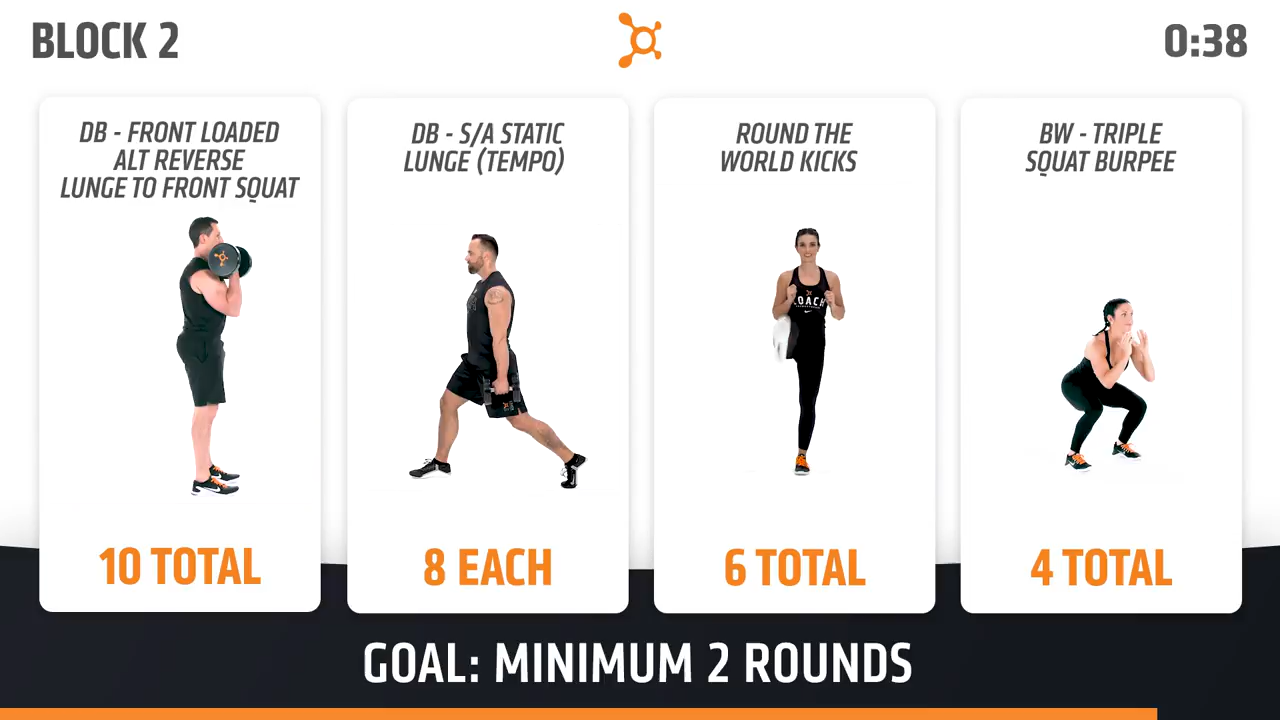 BLOCK 2
0:38
DB - FRONT LOADED
ALT REVERSE
LUNGE TO FRONT SQUAT
10 TOTAL
DB - S/A STATIC
LUNGE (TEMPO)
8 EACH
ROUND THE
WORLD KICKS
COACH
6 TOTAL
BW - TRIPLE
SQUAT BURPEE
4 TOTAL
GOAL: MINIMUM 2 ROUNDS